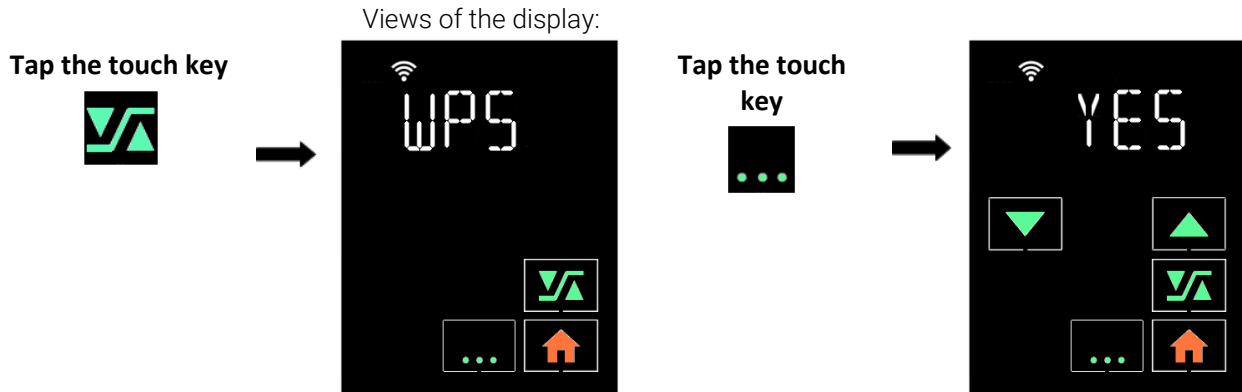 Views of the display:
Tap the touch key
WPS
Tap the touch
key
YES